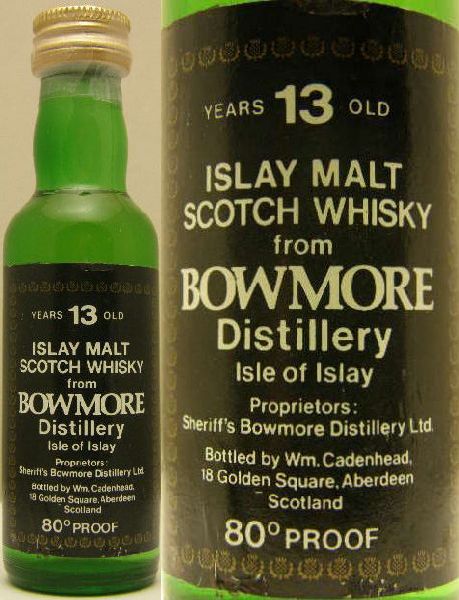 YEARS 13 OLD
ISLAY MALT
SCOTCH WHISKY
from
BOWMORE
Distillery
Isle of Islay
Proprietors:
Sheriff's Bowmore Distillery Ltd.
Bottled by Wm. Cadenhead,
18 Golden Square, Aberdeen
Scotland
80° PROOF
YEARS 13 OLD
ISLAY MALT
SCOTCH WHISKY
from
BOWMORE
Distillery
Isle of Islay
Proprietors:
Sheriff's Bowmore Distillery Ltd.
Bottled by Wm. Cadenhead,
18 Golden Square, Aberdeen
Scotland
80° PROOF